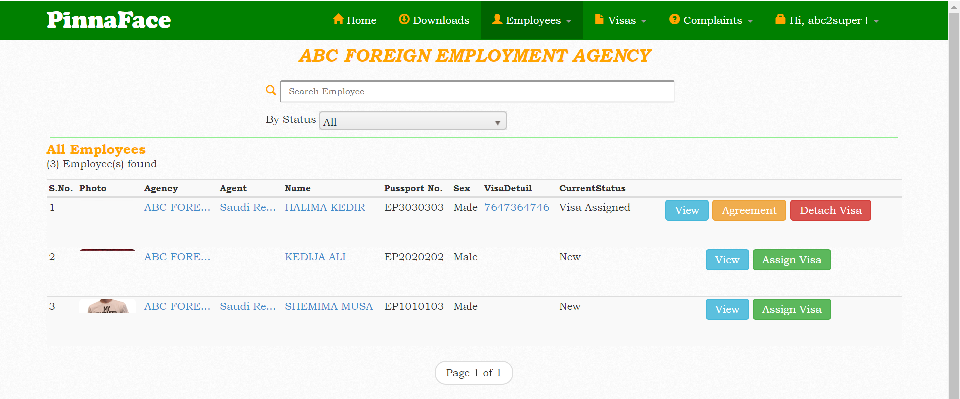 PinnaFace
Home Downloads Employees Visas Complaints Hi, abc2super !
ABC FOREIGN EMPLOYMENT AGENCY
Search Employee
By Status All
All Employees
(3) Employee(s) found
S.No. Photo Agency Agent Name Passport No. Sex VisaDetail CurrentStatus
1 ABC FORE... Saudi Re... HALIMA KEDIR EP3030303 Male 7647364746 Visa Assigned View Agreement Detach Visa
2 ABC FORE... KEDIJA ALI EP2020202 Male New View Assign Visa
3 ABC FORE... Saudi Re... SHEMIMA MUSA EP1010103 Male New View Assign Visa
Page 1 of 1